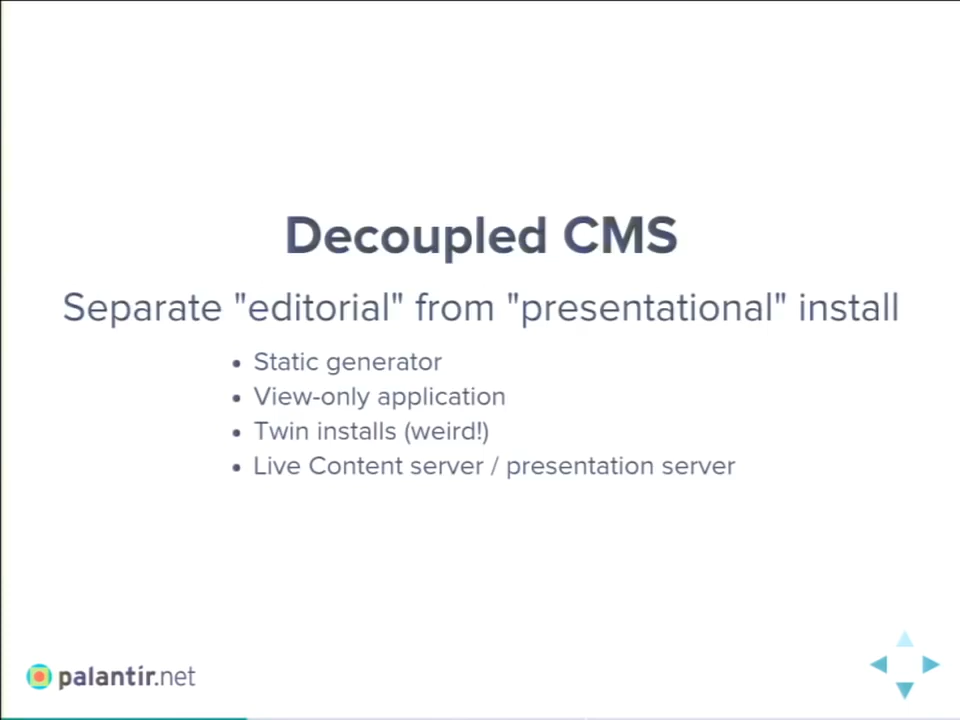 Decoupled CMS
Separate "editorial" from "presentational" install
• Static generator
• View-only application
• Twin installs (weird!)
• Live Content server / presentation server
palantir.net